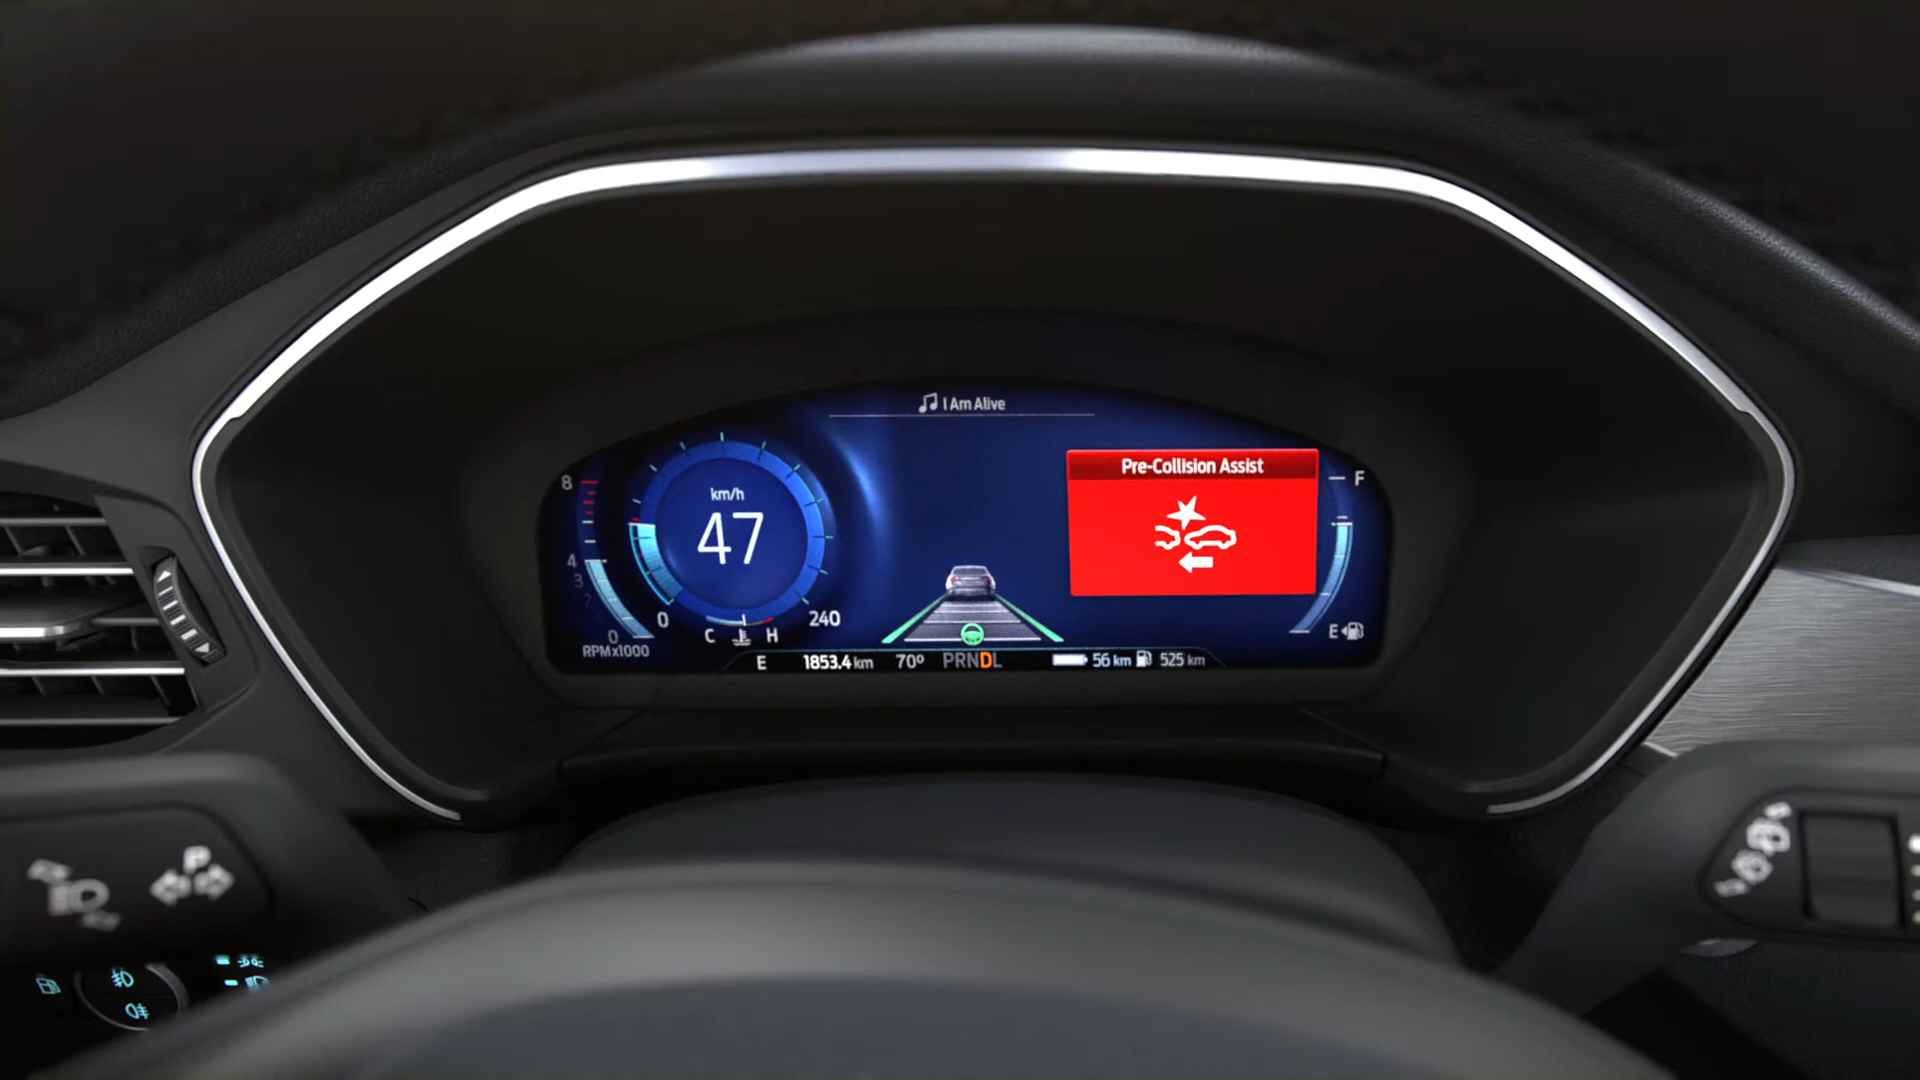 I Am Alive
Pre-Collision Assist
km/h
47
8
4
3
2
0
RPMx1000
0
240
C
H
F
E
E
1853.4 km
70°
PRNDL
56 km
525 km
P